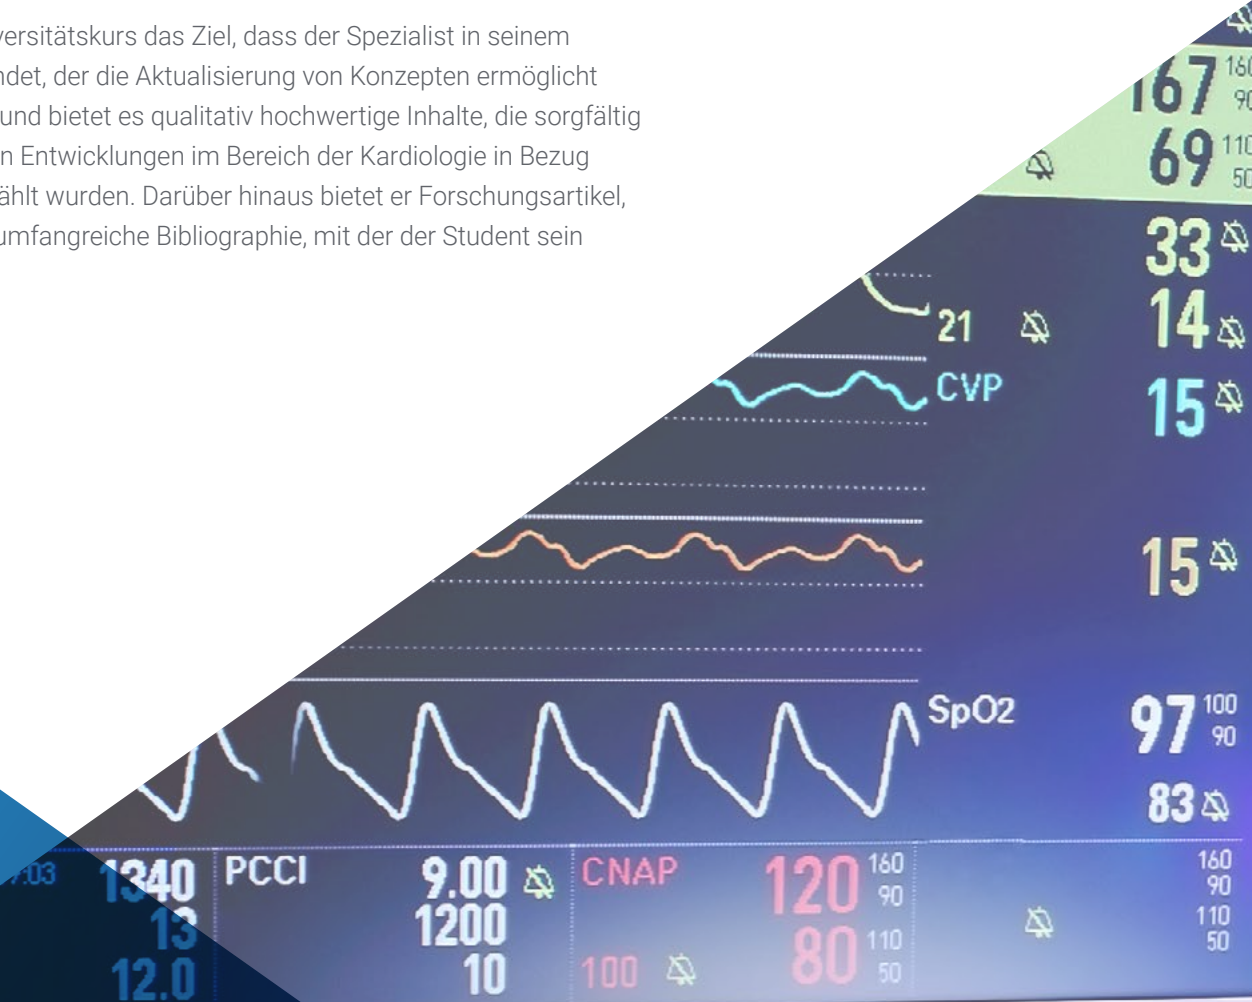 versitätskurs das Ziel, dass der Spezialist in seinem
ndet, der die Aktualisierung von Konzepten ermöglicht
und bietet es qualitativ hochwertige Inhalte, die sorgfältig
n Entwicklungen im Bereich der Kardiologie in Bezug
ählt wurden. Darüber hinaus bietet er Forschungsartikel,
umfangreiche Bibliographie, mit der der Student sein
167 160
90
69 110
50
33
14
21
CVP 15
15
SpO2 97 100
90
83
:03 1340
13
12.0
PCCI 9.00
1200
10
CNAP 120 160
90
100 80 110
50
160
90
110
50